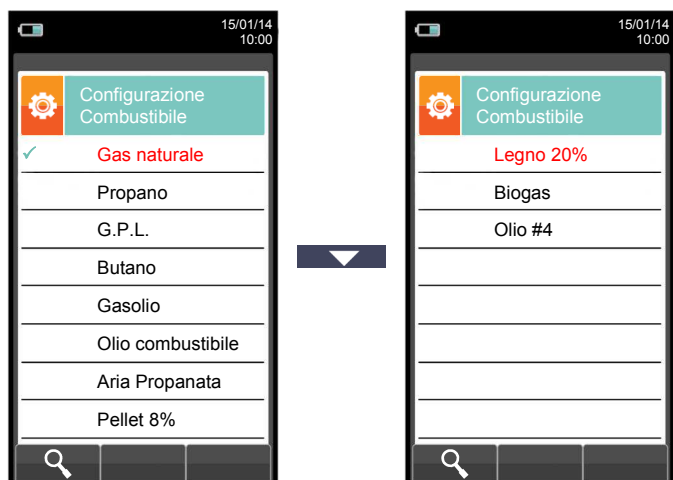 15/01/14
10:00
Configurazione
Combustibile
Gas naturale
Propano
G.P.L.
Butano
Gasolio
Olio combustibile
Aria Propanata
Pellet 8%
15/01/14
10:00
Configurazione
Combustibile
Legno 20%
Biogas
Olio #4